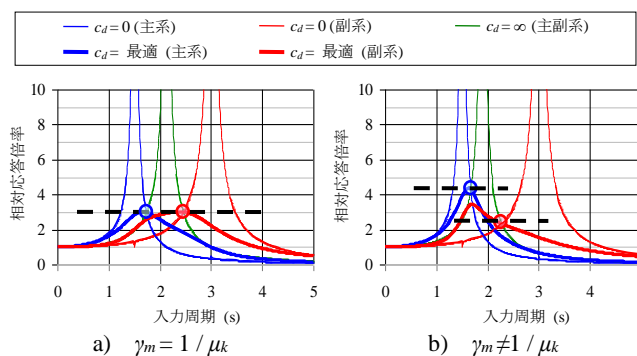 c_d = 0 (主系) c_d = 0 (副系) c_d = ∞ (主副系)
c_d = 最適 (主系) c_d = 最適 (副系)
相対応答倍率
10
8
6
4
2
0
0 1 2 3 4 5
入力周期 (s)
a) γ_m = 1 / μ_k
相対応答倍率
10
8
6
4
2
0
0 1 2 3 4
入力周期 (s)
b) γ_m ≠1 / μ_k